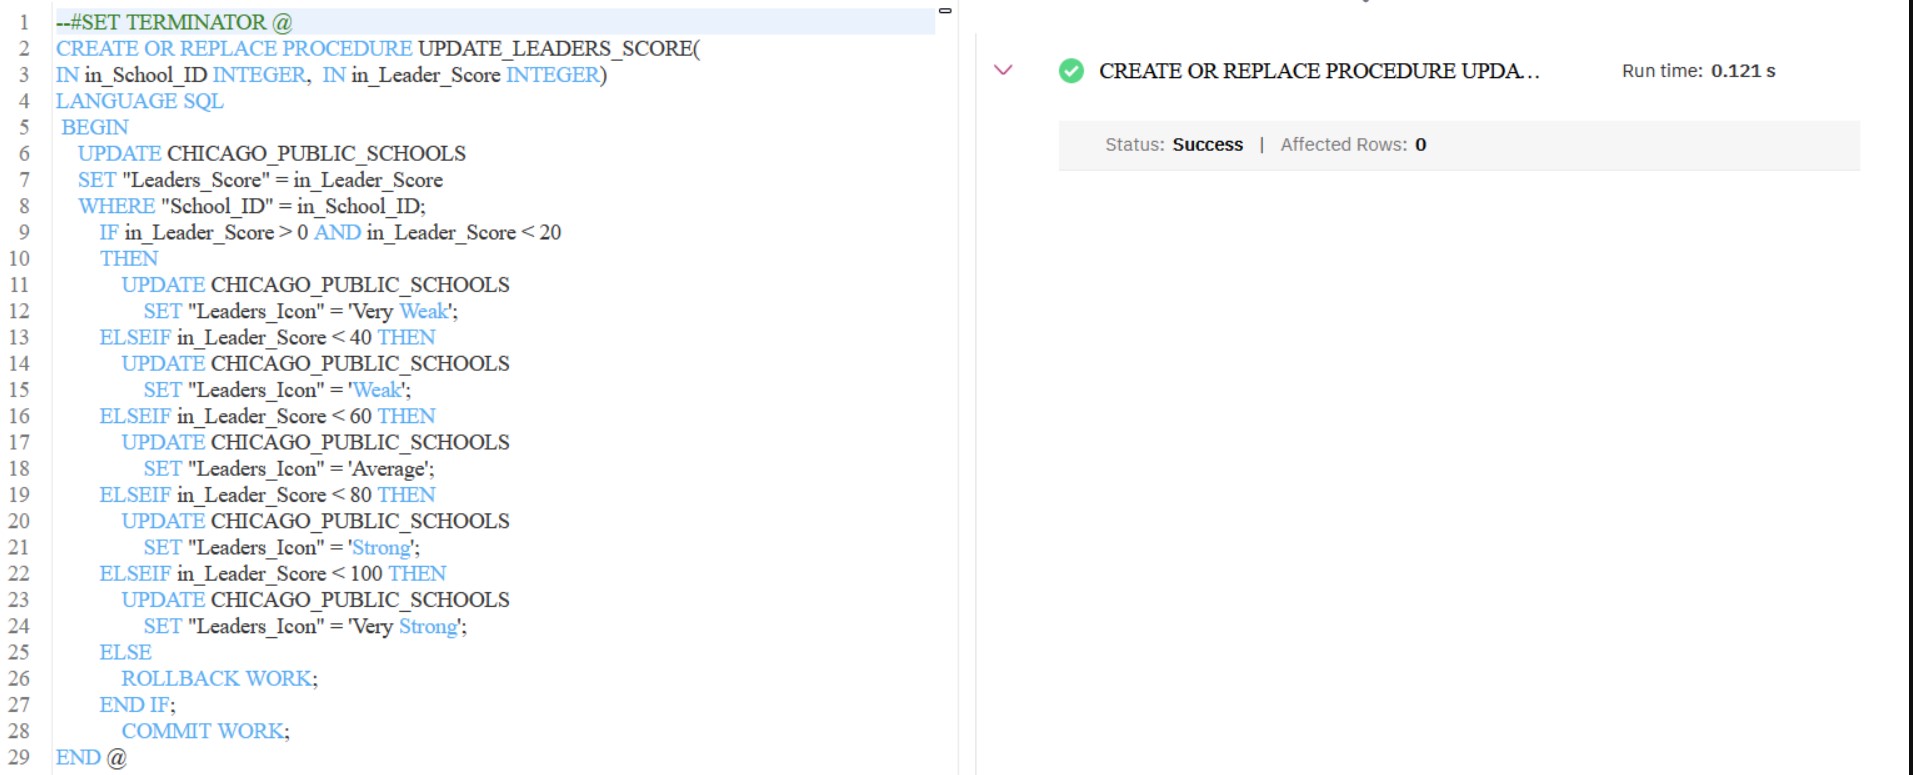 1 --#SET TERMINATOR @
2 CREATE OR REPLACE PROCEDURE UPDATE_LEADERS_SCORE(
3 IN in_School_ID INTEGER,  IN in_Leader_Score INTEGER)
4 LANGUAGE SQL
5 BEGIN
6 UPDATE CHICAGO_PUBLIC_SCHOOLS
7 SET "Leaders_Score" = in_Leader_Score
8 WHERE "School_ID" = in_School_ID;
9 IF in_Leader_Score > 0 AND in_Leader_Score < 20
10 THEN
11 UPDATE CHICAGO_PUBLIC_SCHOOLS
12 SET "Leaders_Icon" = 'Very Weak';
13 ELSEIF in_Leader_Score < 40 THEN
14 UPDATE CHICAGO_PUBLIC_SCHOOLS
15 SET "Leaders_Icon" = 'Weak';
16 ELSEIF in_Leader_Score < 60 THEN
17 UPDATE CHICAGO_PUBLIC_SCHOOLS
18 SET "Leaders_Icon" = 'Average';
19 ELSEIF in_Leader_Score < 80 THEN
20 UPDATE CHICAGO_PUBLIC_SCHOOLS
21 SET "Leaders_Icon" = 'Strong';
22 ELSEIF in_Leader_Score < 100 THEN
23 UPDATE CHICAGO_PUBLIC_SCHOOLS
24 SET "Leaders_Icon" = 'Very Strong';
25 ELSE
26 ROLLBACK WORK;
27 END IF;
28 COMMIT WORK;
29 END @
CREATE OR REPLACE PROCEDURE UPDA... Run time: 0.121 s
Status: Success | Affected Rows: 0